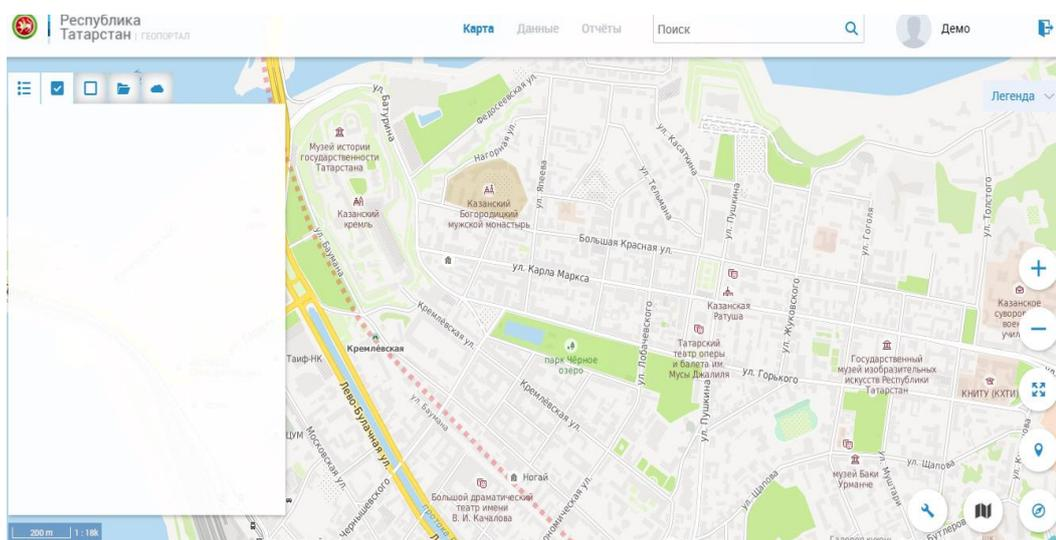 Республика
Татарстан | ГЕОПОРТАЛ
Карта
Данные
Отчёты
Поиск
Демо
Легенда
ул. Батурина
Федосеевская ул.
Нагорная ул.
ул. Япеева
ул. Касаткина
ул. Тельмана
ул. Пушкина
ул. Гоголя
ул. Толстого
Музей истории
государственности
Татарстана
Казанский
кремль
Казанский
Богородицкий
мужской монастырь
ул. Баумана
Большая Красная ул.
ул. Карла Маркса
Казанская
Ратуша
ул. Жуковского
Казанское
Кремлёвская ул.
Кремлёвская
Таиф-НК
парк Чёрное
озеро
ул. Лобачевского
Татарский
театр оперы
и балета им.
Мусы Джалиля
ул. Горького
Государственный
музей изобразительных
искусств Республики
Татарстан
КНИТУ (КХТИ)
Лево-Булачная ул.
ул. Баумана
Кремлёвская ул.
ул. Пушкина
ЦУМ
Московская ул.
Ногай
Большой драматический
театр имени
В. И. Качалова
Чернышевского
ул. Щапова
музей Баки
Урманче
ул. Щапова
ул. Муштари
200 m
1 : 18k